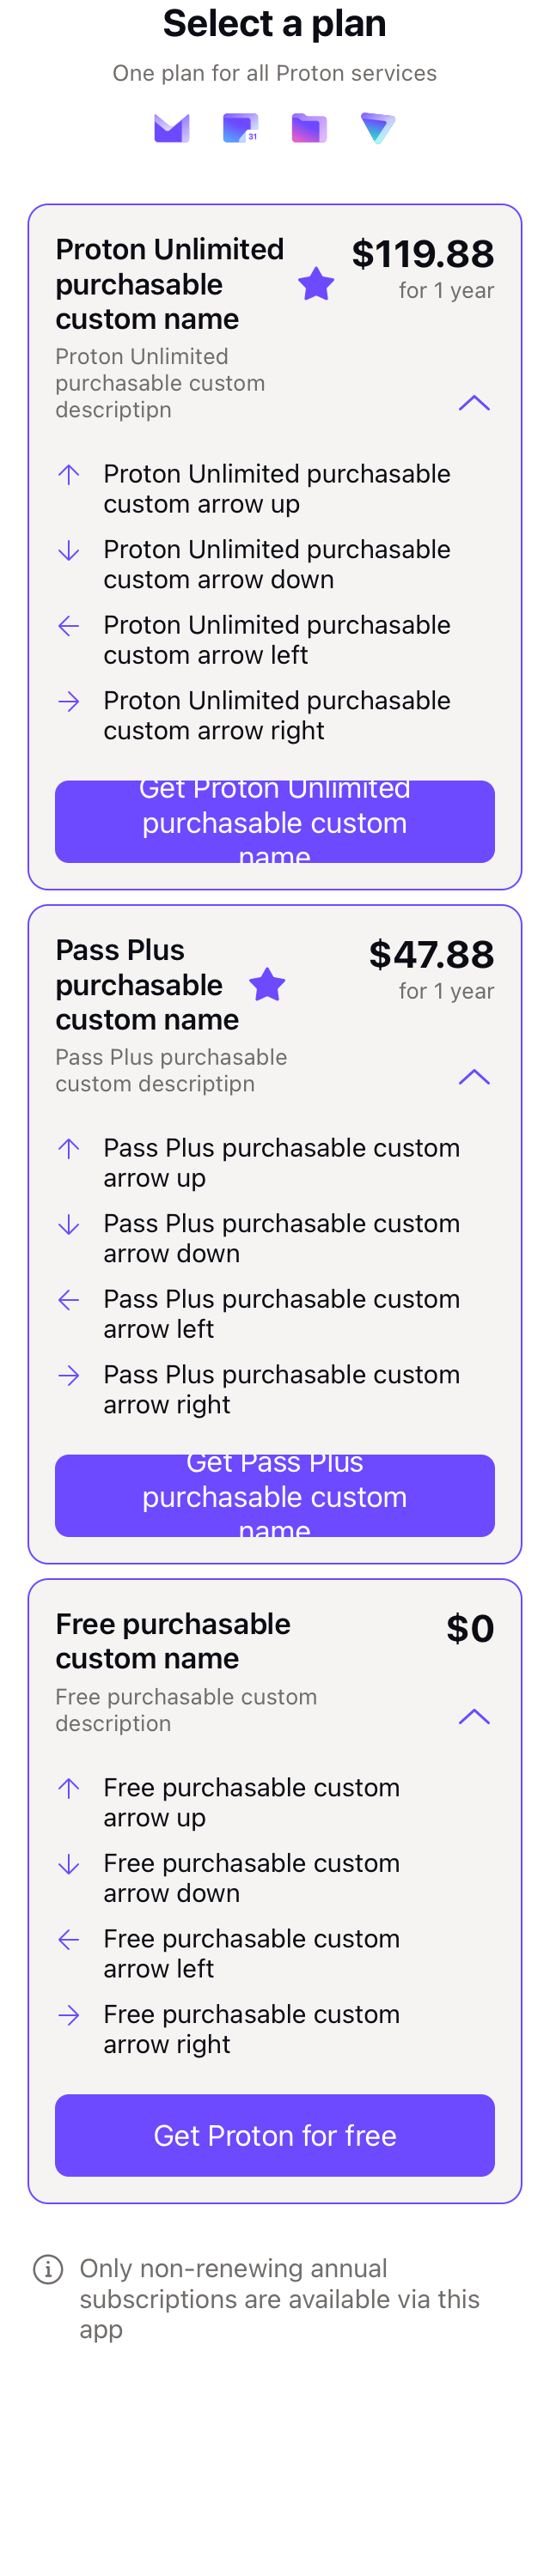 Select a plan
One plan for all Proton services
31
Proton Unlimited
purchasable
custom name
$119.88
for 1 year
Proton Unlimited
purchasable custom
descriptipn
Proton Unlimited purchasable
custom arrow up
Proton Unlimited purchasable
custom arrow down
Proton Unlimited purchasable
custom arrow left
Proton Unlimited purchasable
custom arrow right
Get Proton Unlimited
purchasable custom
name
Pass Plus
purchasable
custom name
$47.88
for 1 year
Pass Plus purchasable
custom descriptipn
Pass Plus purchasable custom
arrow up
Pass Plus purchasable custom
arrow down
Pass Plus purchasable custom
arrow left
Pass Plus purchasable custom
arrow right
Get Pass Plus
purchasable custom
name
Free purchasable
custom name
$0
Free purchasable custom
description
Free purchasable custom
arrow up
Free purchasable custom
arrow down
Free purchasable custom
arrow left
Free purchasable custom
arrow right
Get Proton for free
Only non-renewing annual
subscriptions are available via this
app